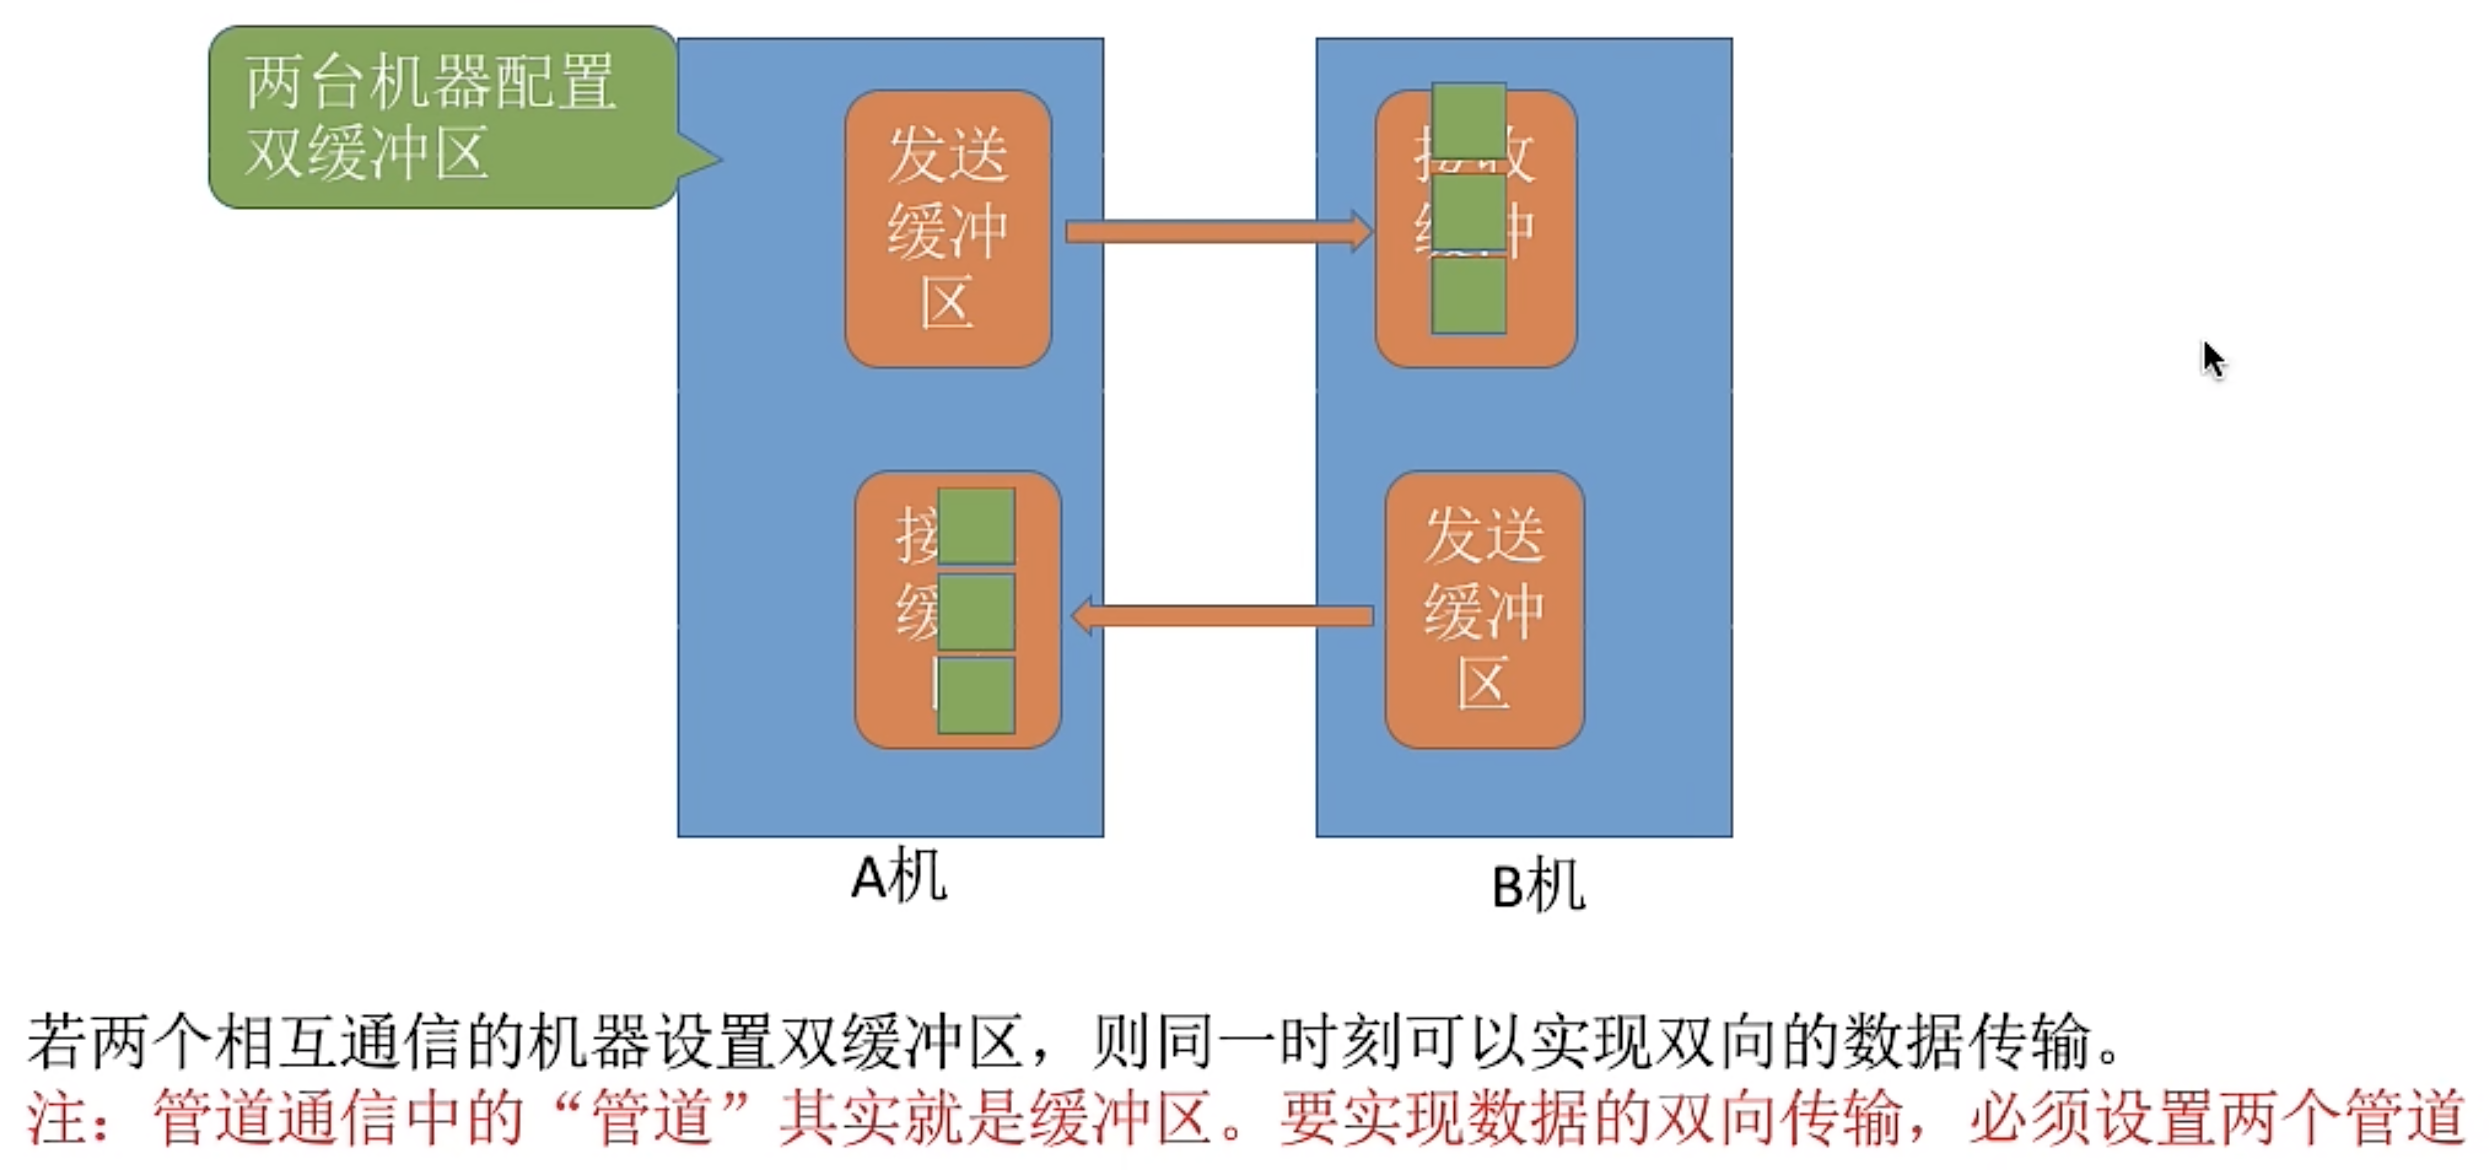 两台机器配置
双缓冲区
发送
缓冲
区
发送
缓冲
区
A机
B机
若两个相互通信的机器设置双缓冲区，则同一时刻可以实现双向的数据传输。
注：管道通信中的“管道”其实就是缓冲区。要实现数据的双向传输，必须设置两个管道